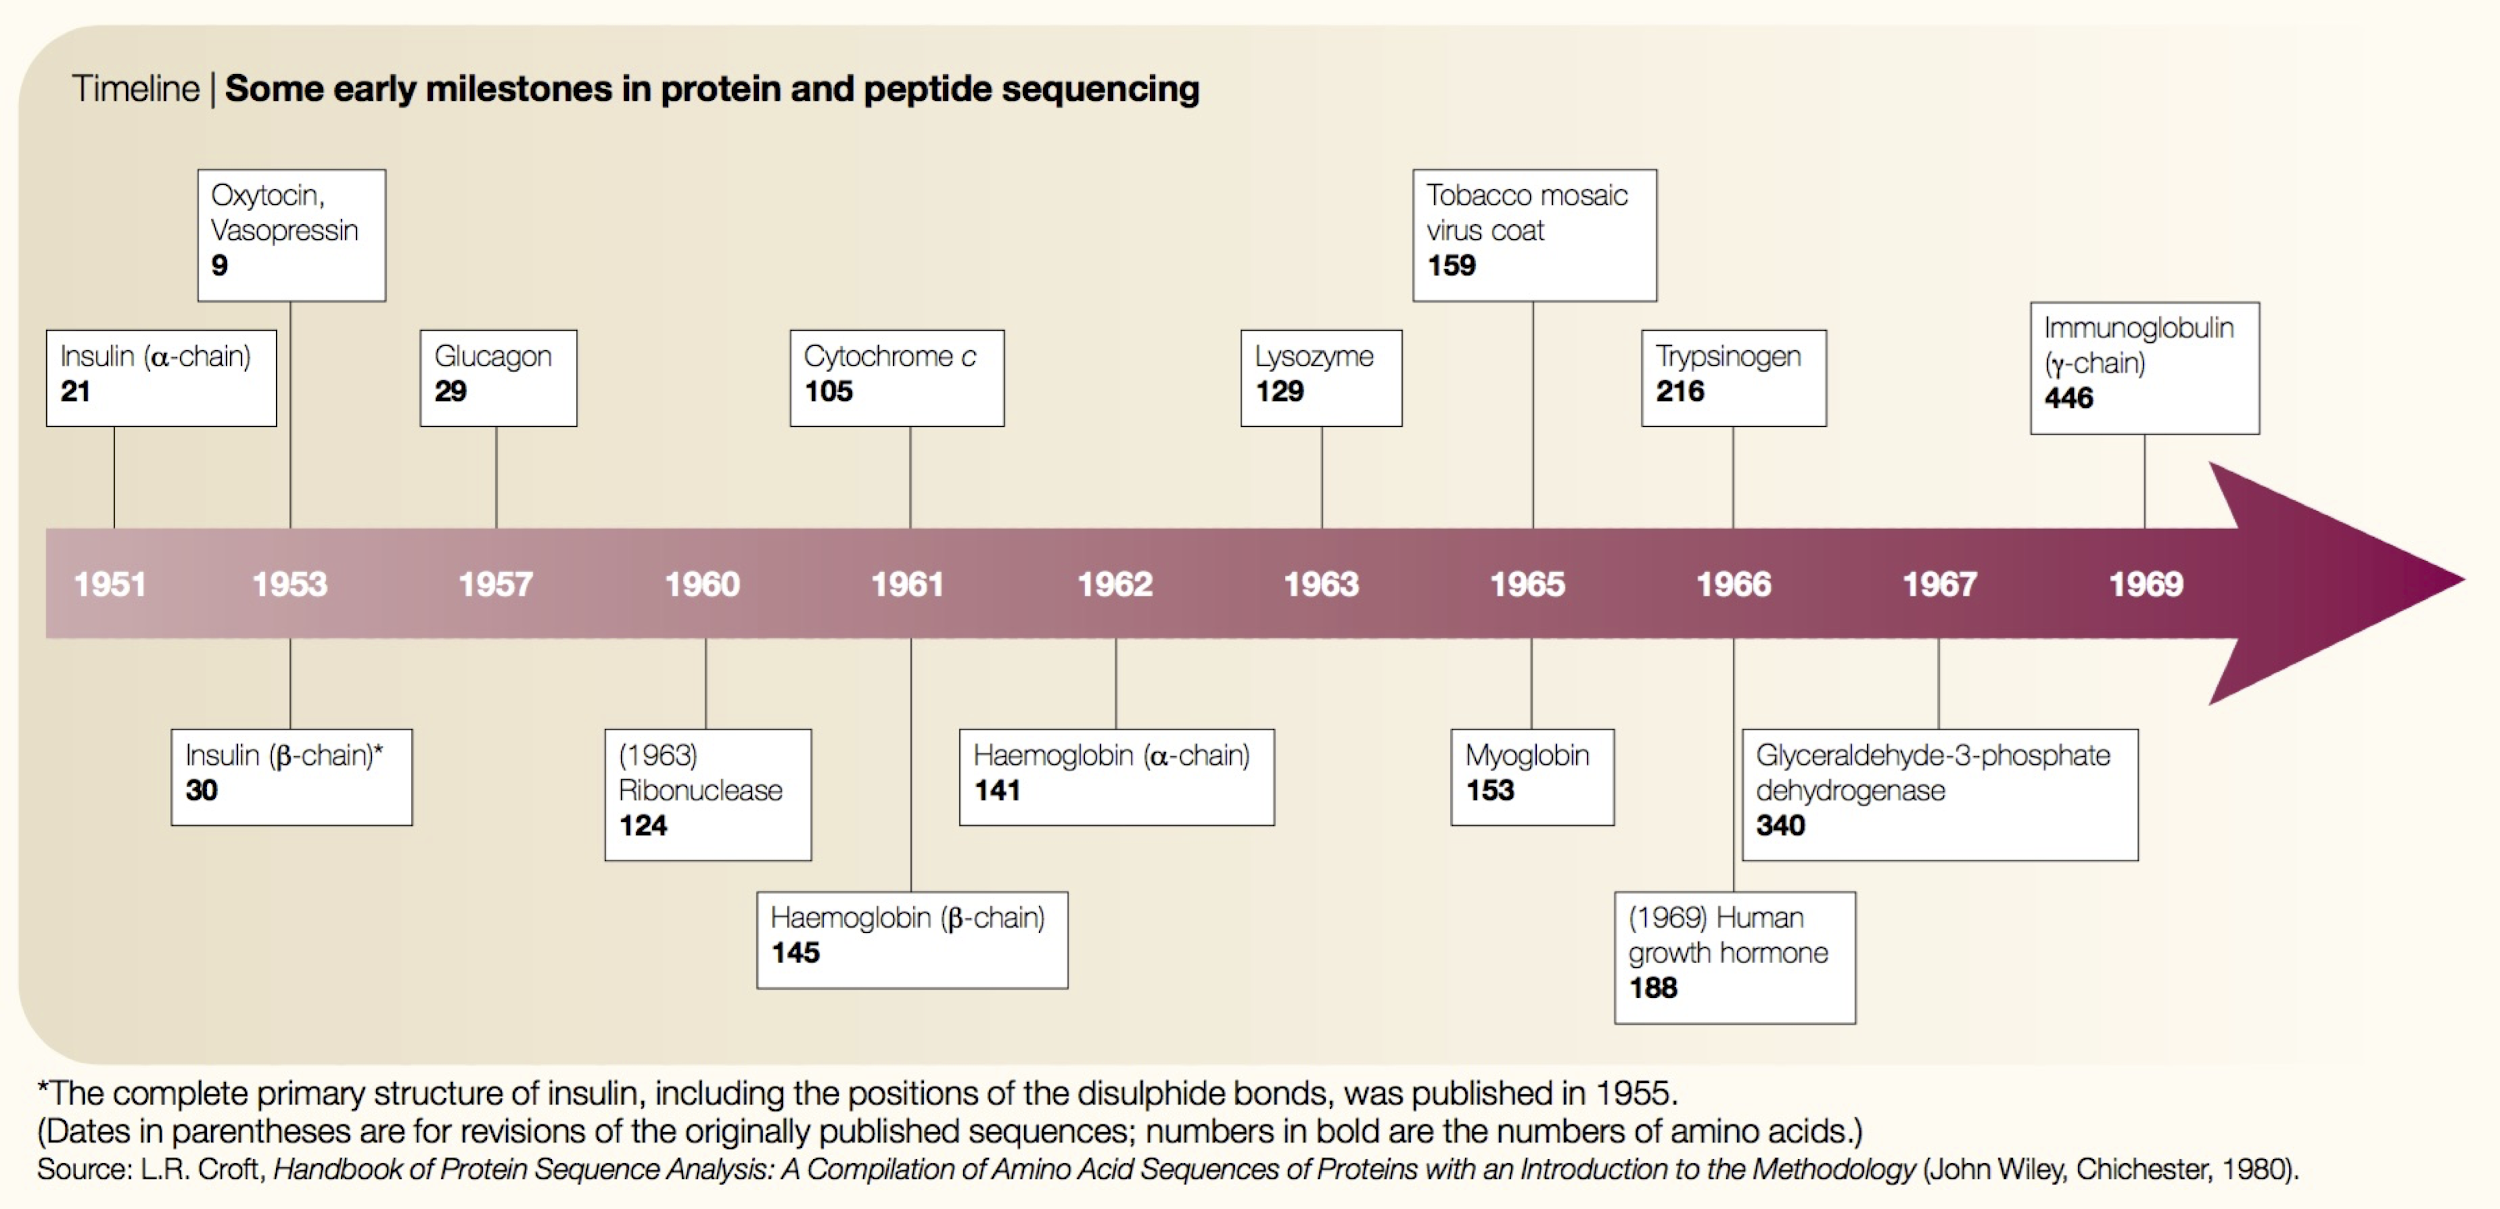 Timeline | Some early milestones in protein and peptide sequencing
Oxytocin,
Vasopressin
9
Tobacco mosaic
virus coat
159
Insulin (α-chain)
21
Glucagon
29
Cytochrome c
105
Lysozyme
129
Trypsinogen
216
Immunoglobulin
(γ-chain)
446
1951 1953 1957 1960 1961 1962 1963 1965 1966 1967 1969
Insulin (β-chain)*
30
(1963)
Ribonuclease
124
Haemoglobin (α-chain)
141
Myoglobin
153
Glyceraldehyde-3-phosphate
dehydrogenase
340
Haemoglobin (β-chain)
145
(1969) Human
growth hormone
188
*The complete primary structure of insulin, including the positions of the disulphide bonds, was published in 1955.
(Dates in parentheses are for revisions of the originally published sequences; numbers in bold are the numbers of amino acids.)
Source: L.R. Croft, Handbook of Protein Sequence Analysis: A Compilation of Amino Acid Sequences of Proteins with an Introduction to the Methodology (John Wiley, Chichester, 1980).